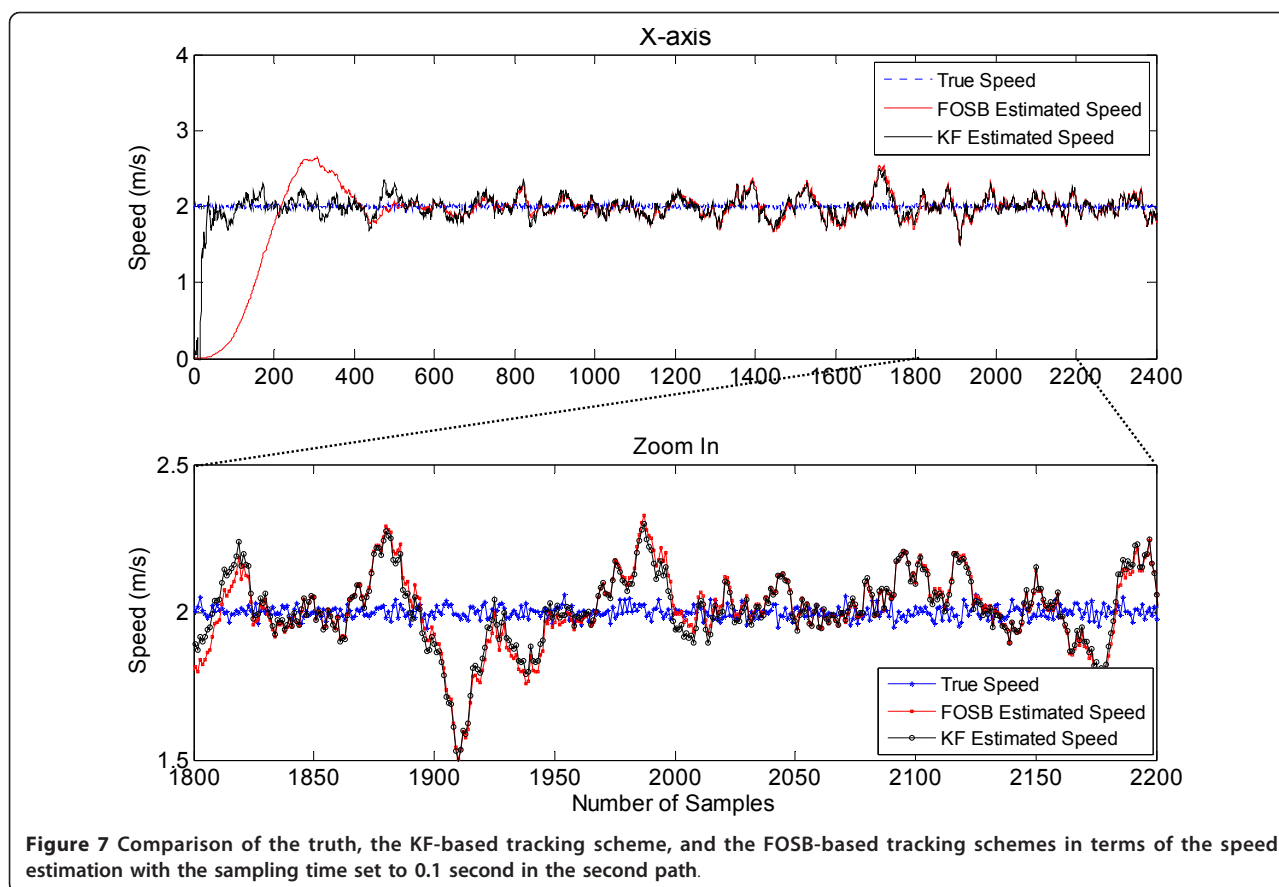 X-axis
4
3
2
1
0
Speed (m/s)
True Speed
FOSB Estimated Speed
KF Estimated Speed
0 200 400 600 800 1000 1200 1400 1600 1800 2000 2200 2400
Zoom In
2.5
2
1.5
Speed (m/s)
True Speed
FOSB Estimated Speed
KF Estimated Speed
1800 1850 1900 1950 2000 2050 2100 2150 2200
Number of Samples
Figure 7 Comparison of the truth, the KF-based tracking scheme, and the FOSB-based tracking schemes in terms of the speed
estimation with the sampling time set to 0.1 second in the second path.